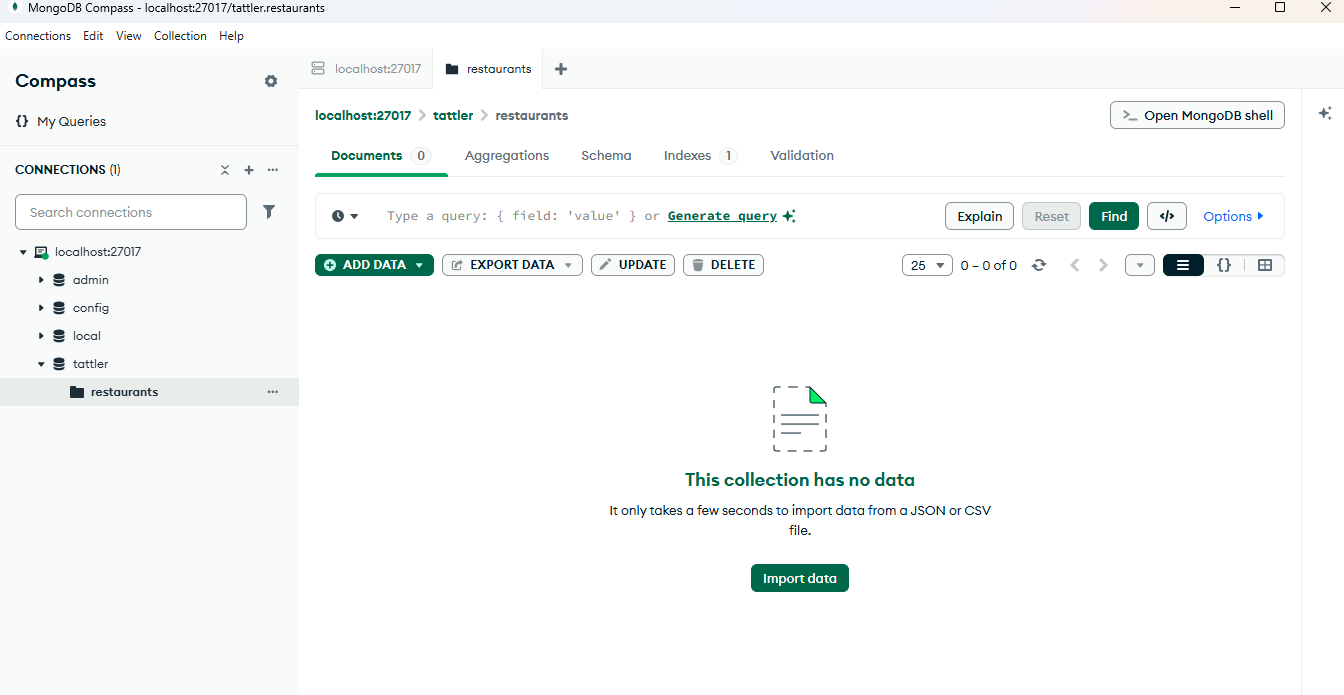 MongoDB Compass - localhost:27017/tattler.restaurants
Connections Edit View Collection Help
Compass
localhost:27017 restaurants
My Queries
localhost:27017 tattler restaurants
>_ Open MongoDB shell
CONNECTIONS (1)
Documents 0 Aggregations Schema Indexes 1 Validation
Search connections
Type a query: { field: 'value' } or Generate query
Explain Reset Find </> Options
localhost:27017
ADD DATA EXPORT DATA UPDATE DELETE
25 0 – 0 of 0 {}
admin
config
local
tattler
restaurants
This collection has no data
It only takes a few seconds to import data from a JSON or CSV
file.
Import data